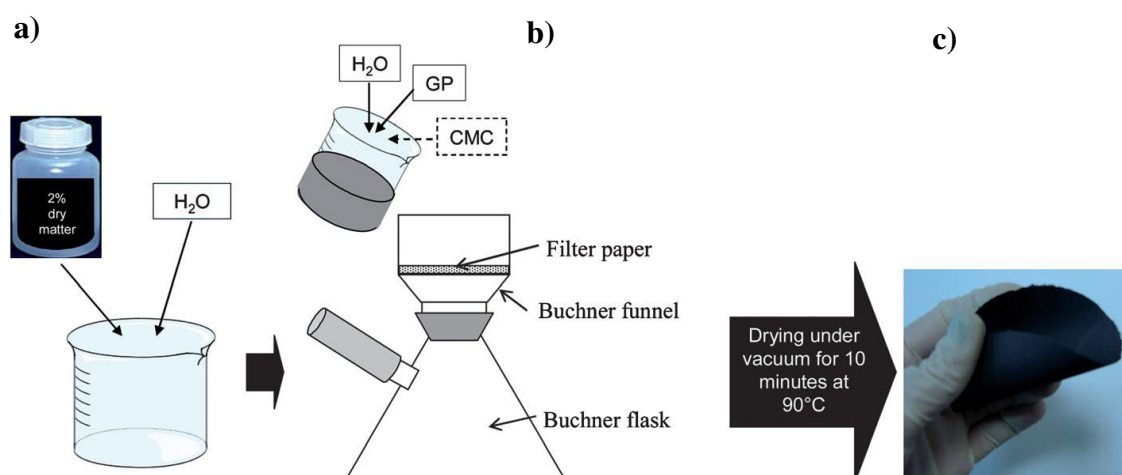 a)
2%
dry
matter
H₂O
b)
H₂O
GP
CMC
Filter paper
Buchner funnel
Buchner flask
c)
Drying under
vacuum for 10
minutes at
90°C